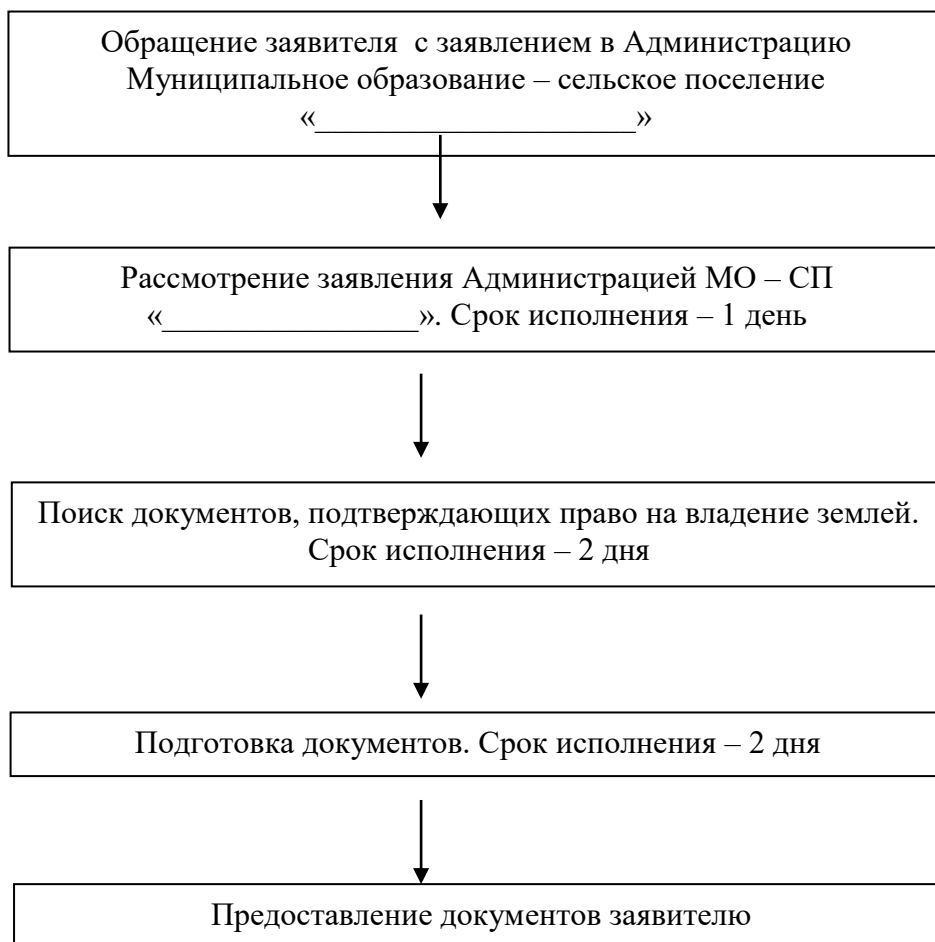 Обращение заявителя  с заявлением в Администрацию
Муниципальное образование – сельское поселение
«____________________»
Рассмотрение заявления Администрацией МО – СП
«________________». Срок исполнения – 1 день
Поиск документов, подтверждающих право на владение землей.
Срок исполнения – 2 дня
Подготовка документов. Срок исполнения – 2 дня
Предоставление документов заявителю